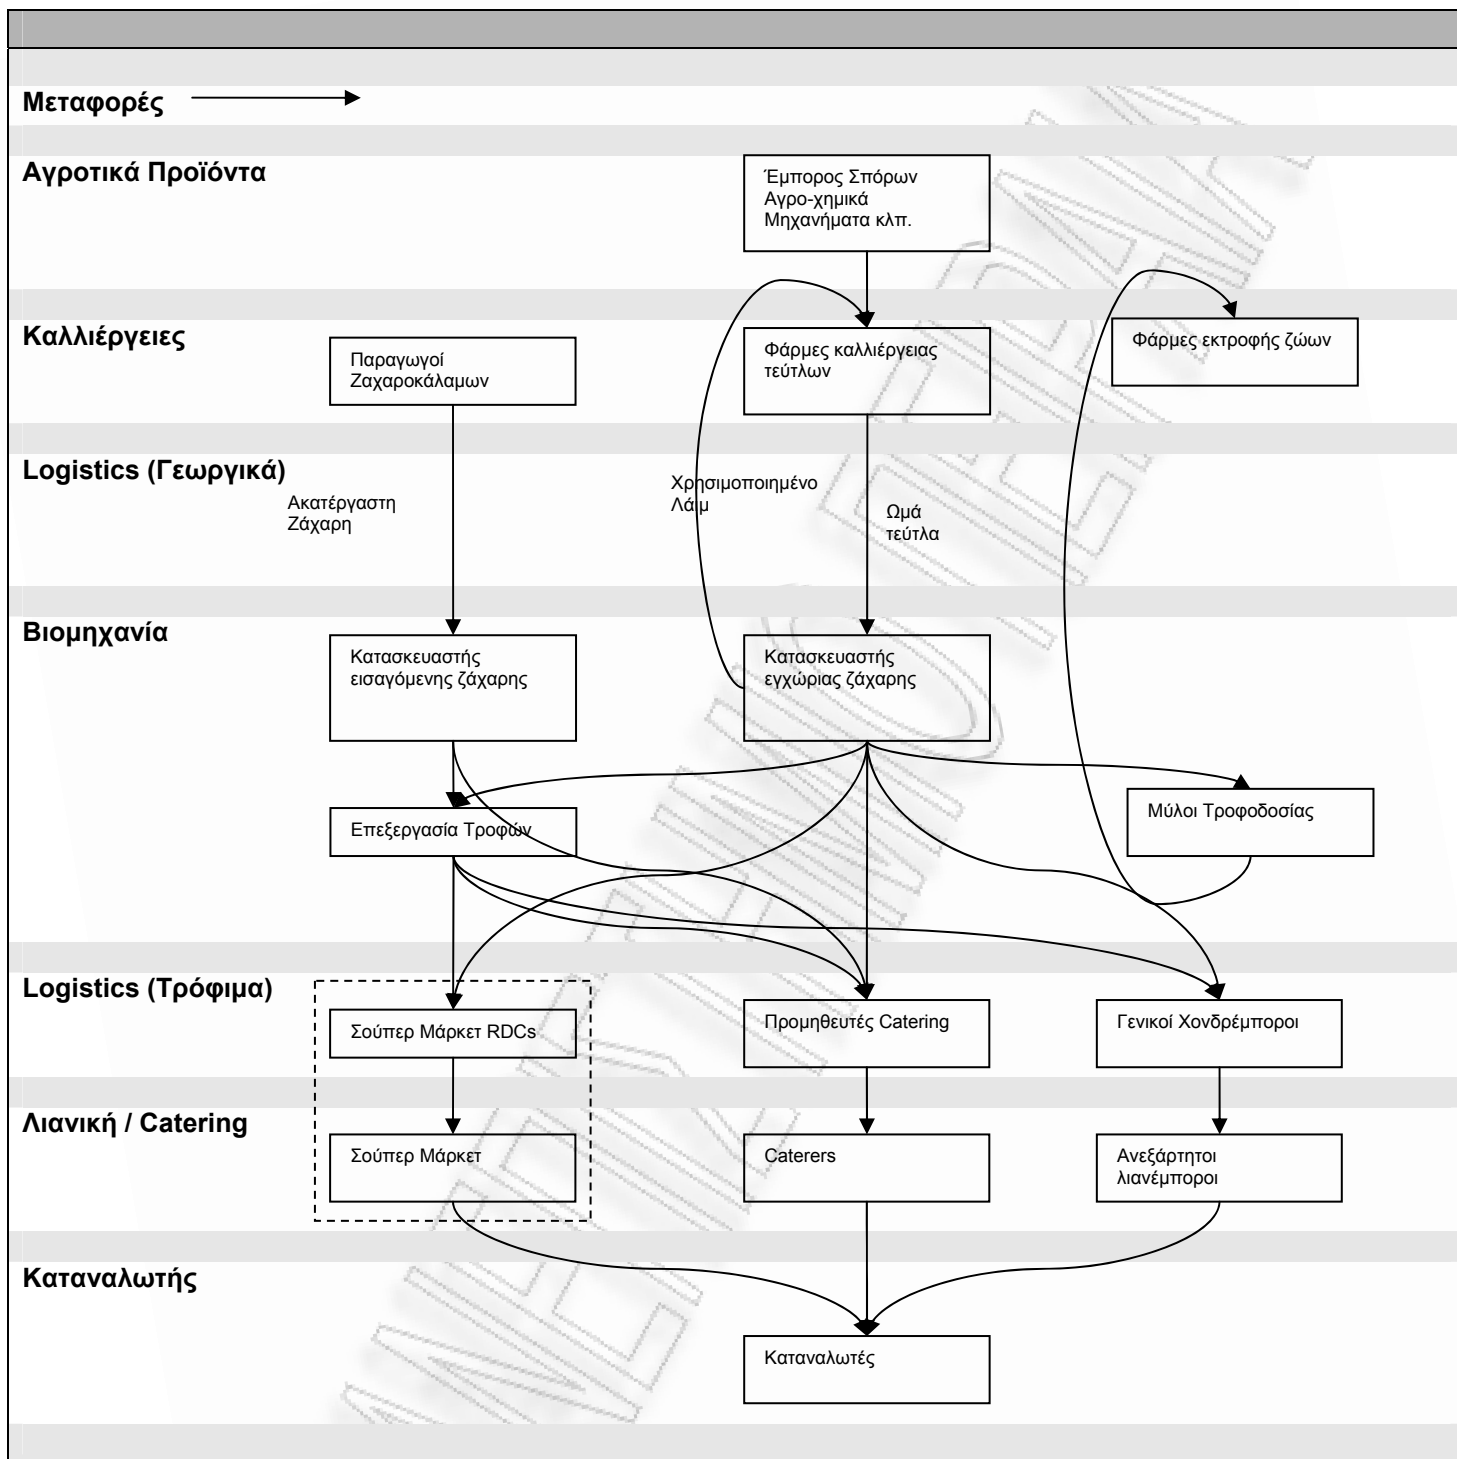 Μεταφορές
Αγροτικά Προϊόντα
Έμπορος Σπόρων
Αγρο-χημικά
Μηχανήματα κλπ.
Καλλιέργειες
Παραγωγοί
Ζαχαροκάλαμων
Φάρμες καλλιέργειας
τεύτλων
Φάρμες εκτροφής ζώων
Logistics (Γεωργικά)
Ακατέργαστη
Ζάχαρη
Χρησιμοποιημένο
Λάιμ
Ωμά
τεύτλα
Βιομηχανία
Κατασκευαστής
εισαγόμενης ζάχαρης
Κατασκευαστής
εγχώριας ζάχαρης
Επεξεργασία Τροφών
Μύλοι Τροφοδοσίας
Logistics (Τρόφιμα)
Σούπερ Μάρκετ RDCs
Προμηθευτές Catering
Γενικοί Χονδρέμποροι
Λιανική / Catering
Σούπερ Μάρκετ
Caterers
Ανεξάρτητοι
λιανέμποροι
Καταναλωτής
Καταναλωτές